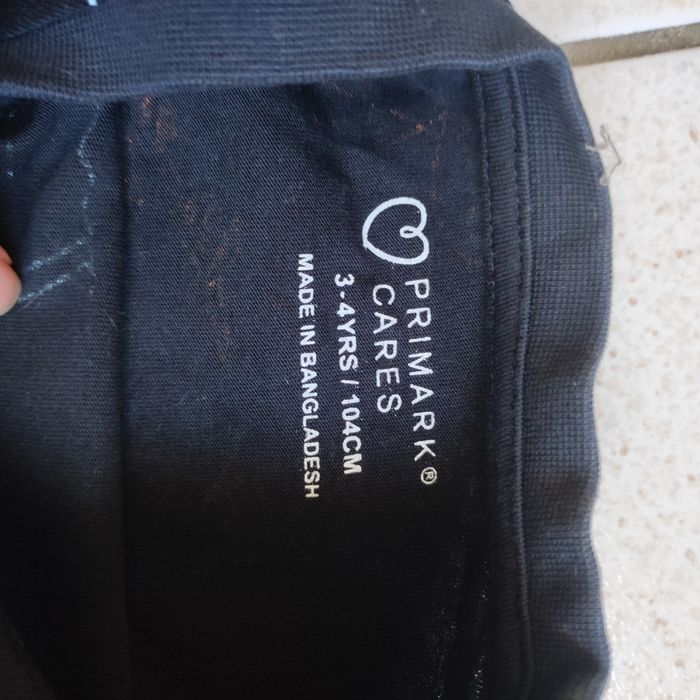 PRIMARK®
CARES
3-4YRS / 104CM
MADE IN BANGLADESH